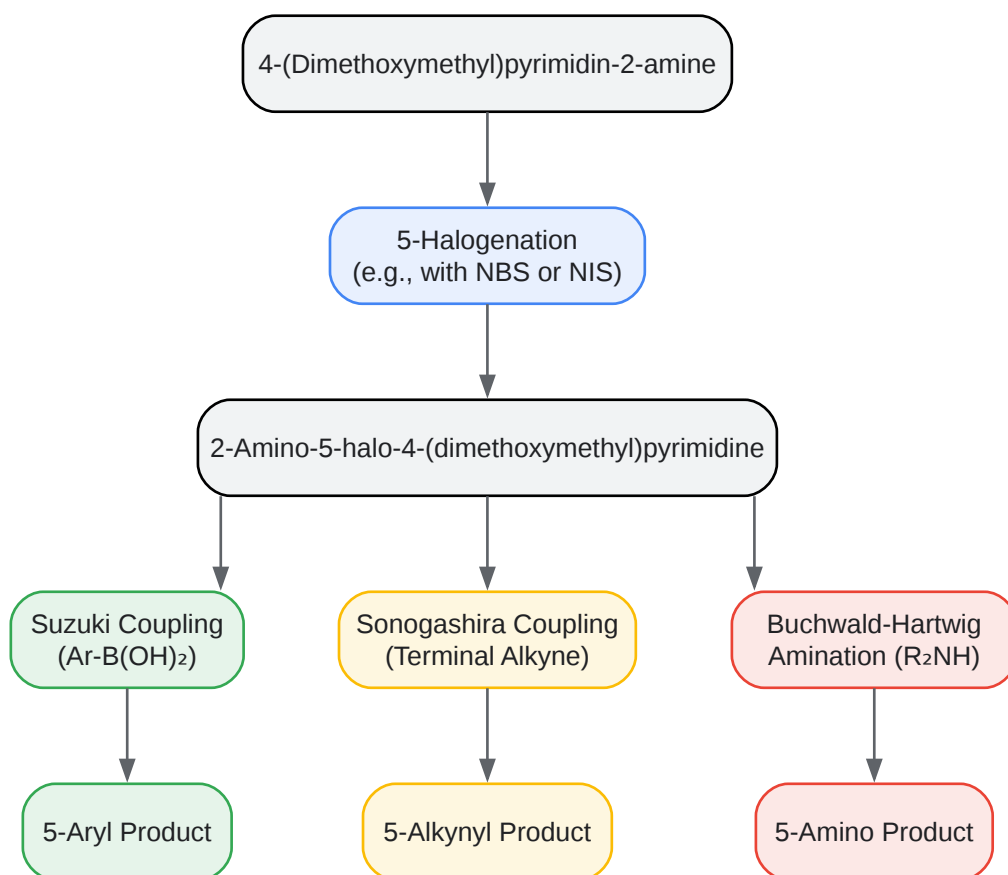 4-(Dimethoxymethyl)pyrimidin-2-amine
5-Halogenation
(e.g., with NBS or NIS)
2-Amino-5-halo-4-(dimethoxymethyl)pyrimidine
Suzuki Coupling
(Ar-B(OH)₂)
Sonogashira Coupling
(Terminal Alkyne)
Buchwald-Hartwig
Amination (R₂NH)
5-Aryl Product
5-Alkynyl Product
5-Amino Product